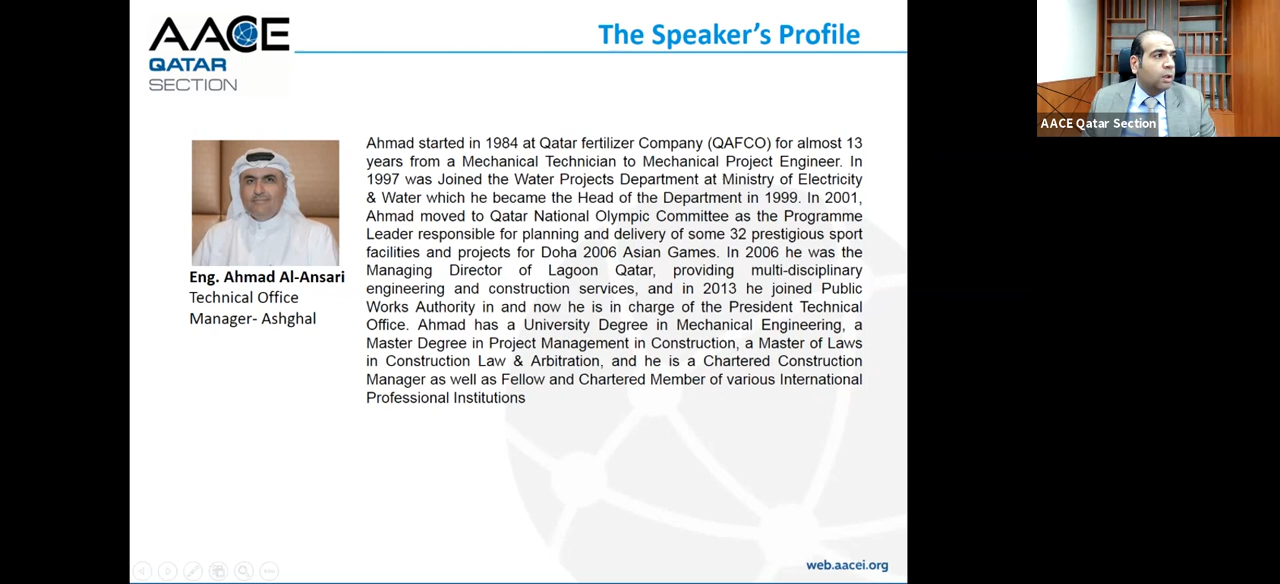 AACE
QATAR
SECTION
The Speaker's Profile
AACE Qatar Section
Ahmad started in 1984 at Qatar fertilizer Company (QAFCO) for almost 13
years from a Mechanical Technician to Mechanical Project Engineer. In
1997 was Joined the Water Projects Department at Ministry of Electricity
& Water which he became the Head of the Department in 1999. In 2001,
Ahmad moved to Qatar National Olympic Committee as the Programme
Leader responsible for planning and delivery of some 32 prestigious sport
facilities and projects for Doha 2006 Asian Games. In 2006 he was the
Managing Director of Lagoon Qatar, providing multi-disciplinary
engineering and construction services, and in 2013 he joined Public
Works Authority in and now he is in charge of the President Technical
Office. Ahmad has a University Degree in Mechanical Engineering, a
Master Degree in Project Management in Construction, a Master of Laws
in Construction Law & Arbitration, and he is a Chartered Construction
Manager as well as Fellow and Chartered Member of various International
Professional Institutions
Eng. Ahmad Al-Ansari
Technical Office
Manager- Ashghal
web.aacei.org